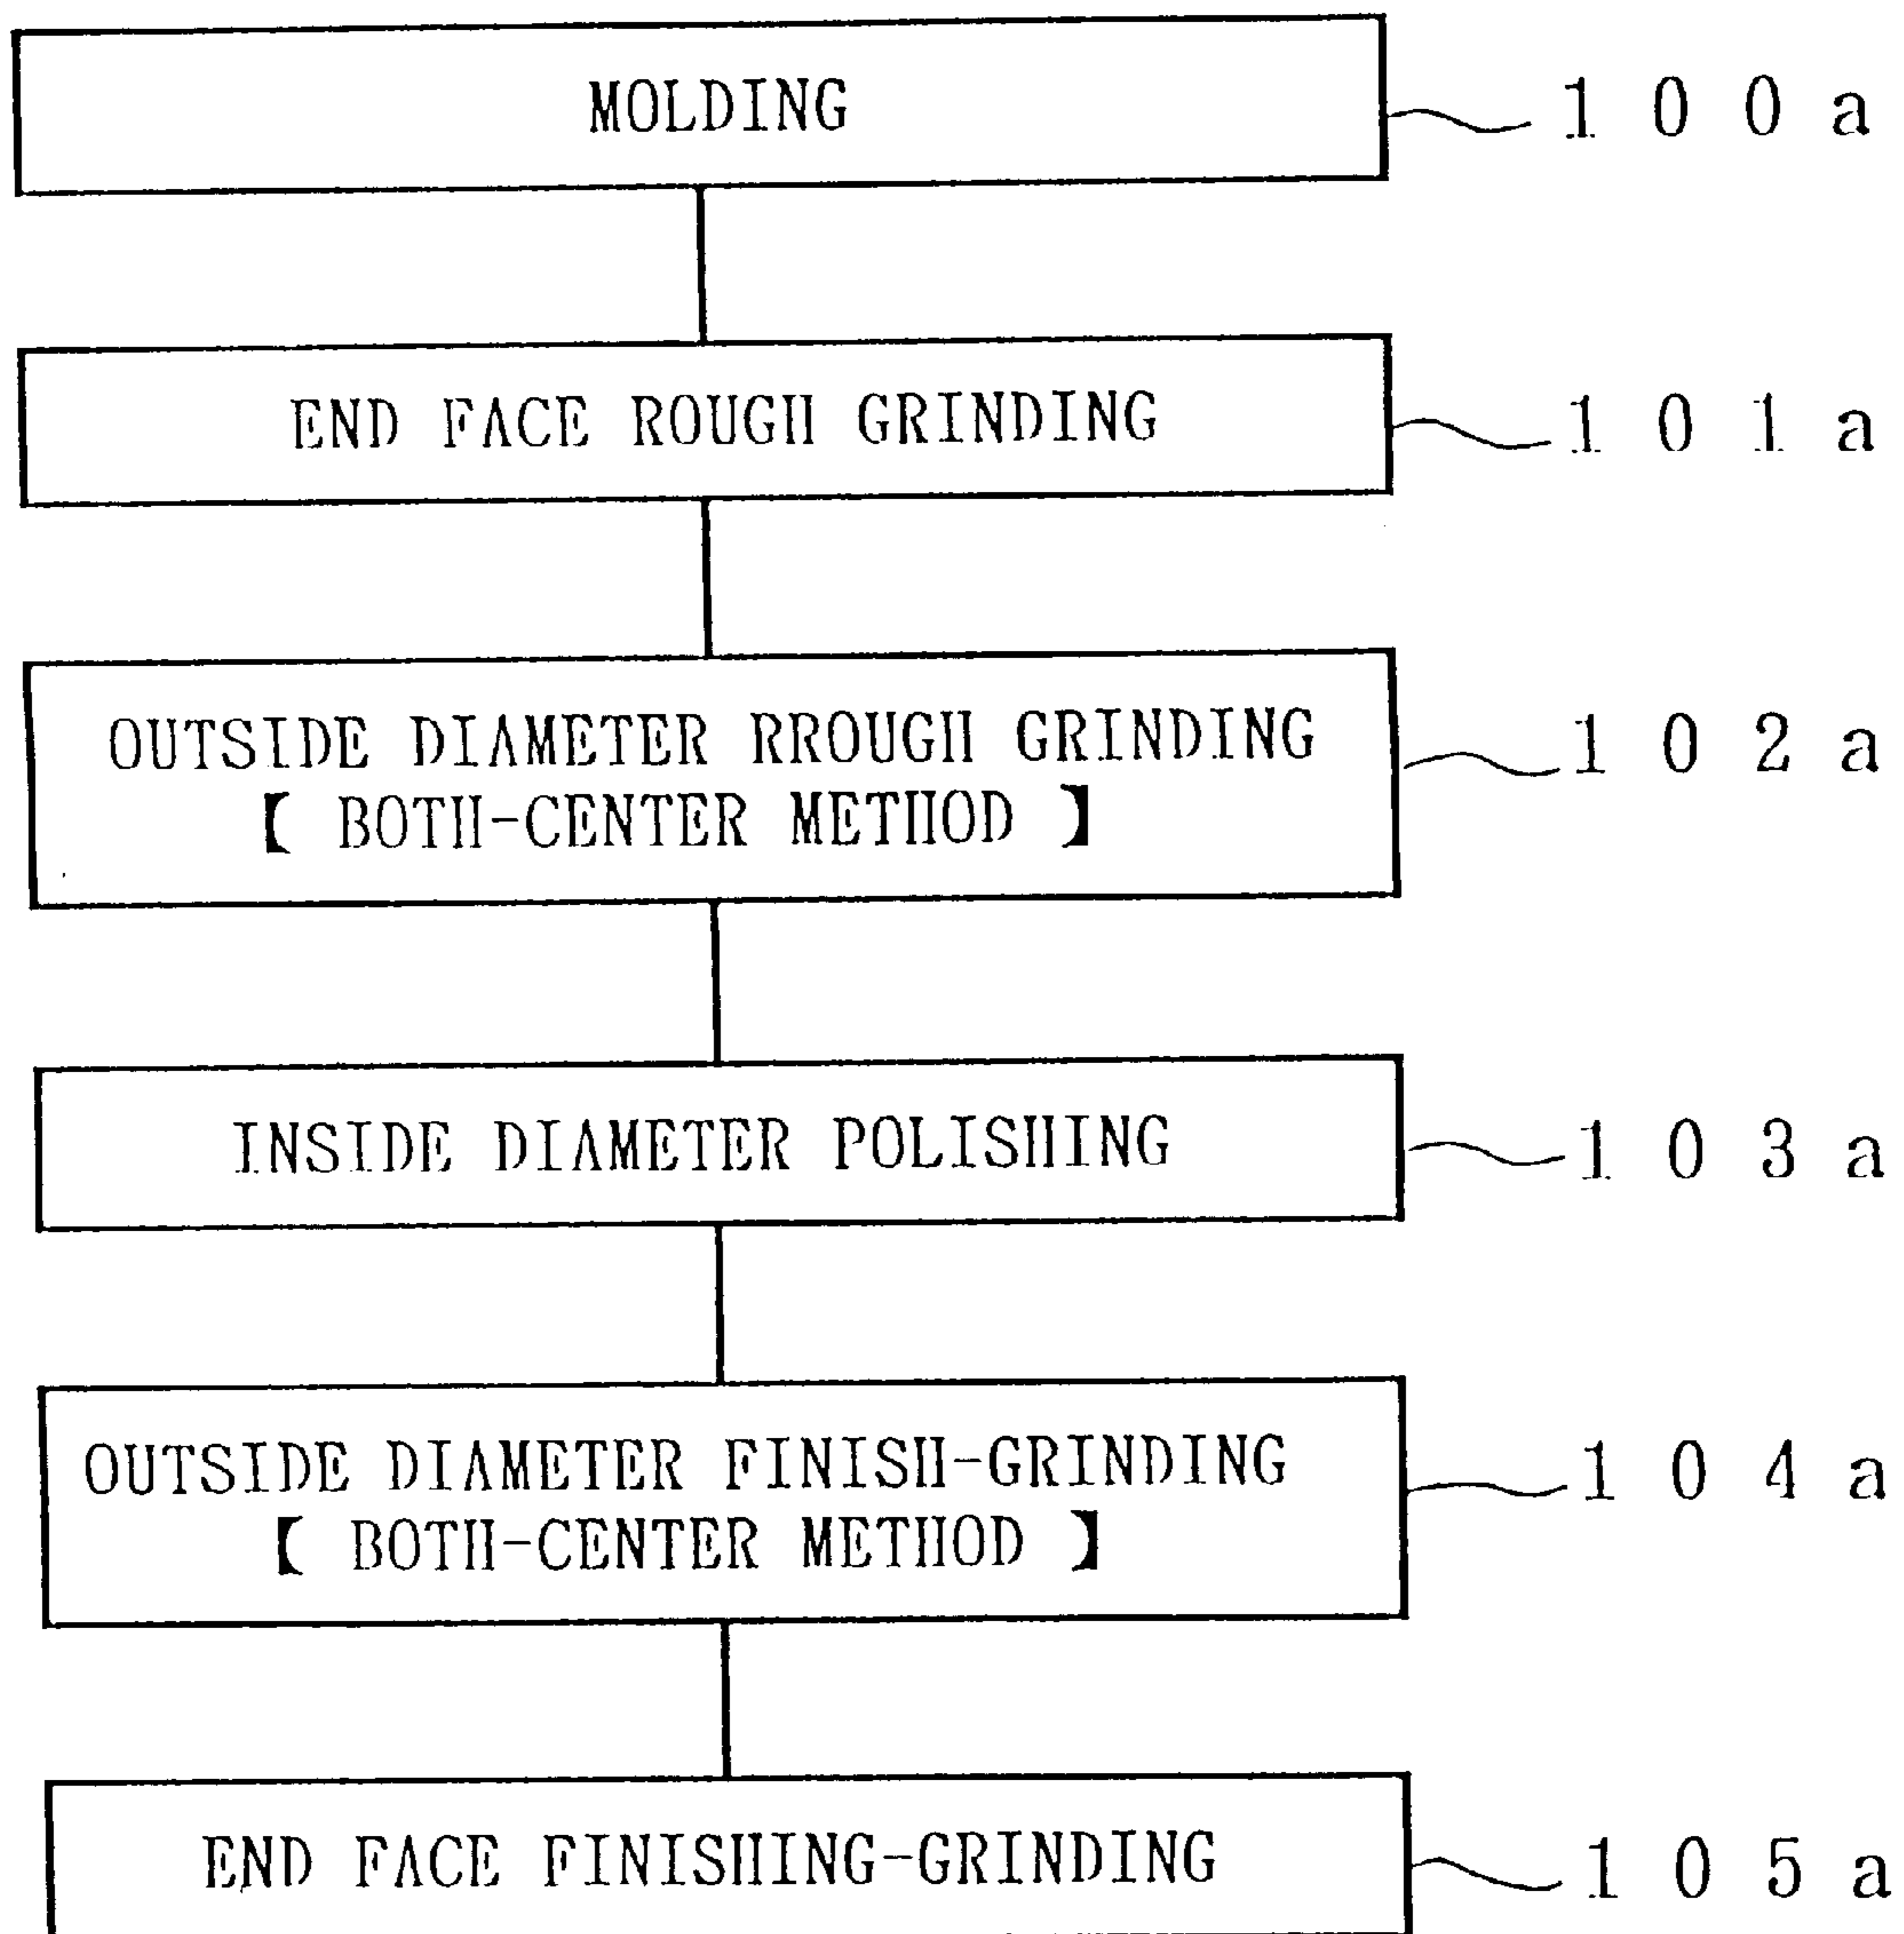 MOLDING
100a
END FACE ROUGH GRINDING
101a
OUTSIDE DIAMETER RROUGH GRINDING
【 BOTH-CENTER METHOD 】
102a
INSIDE DIAMETER POLISHING
103a
OUTSIDE DIAMETER FINISH-GRINDING
【 BOTH-CENTER METHOD 】
104a
END FACE FINISHING-GRINDING
105a